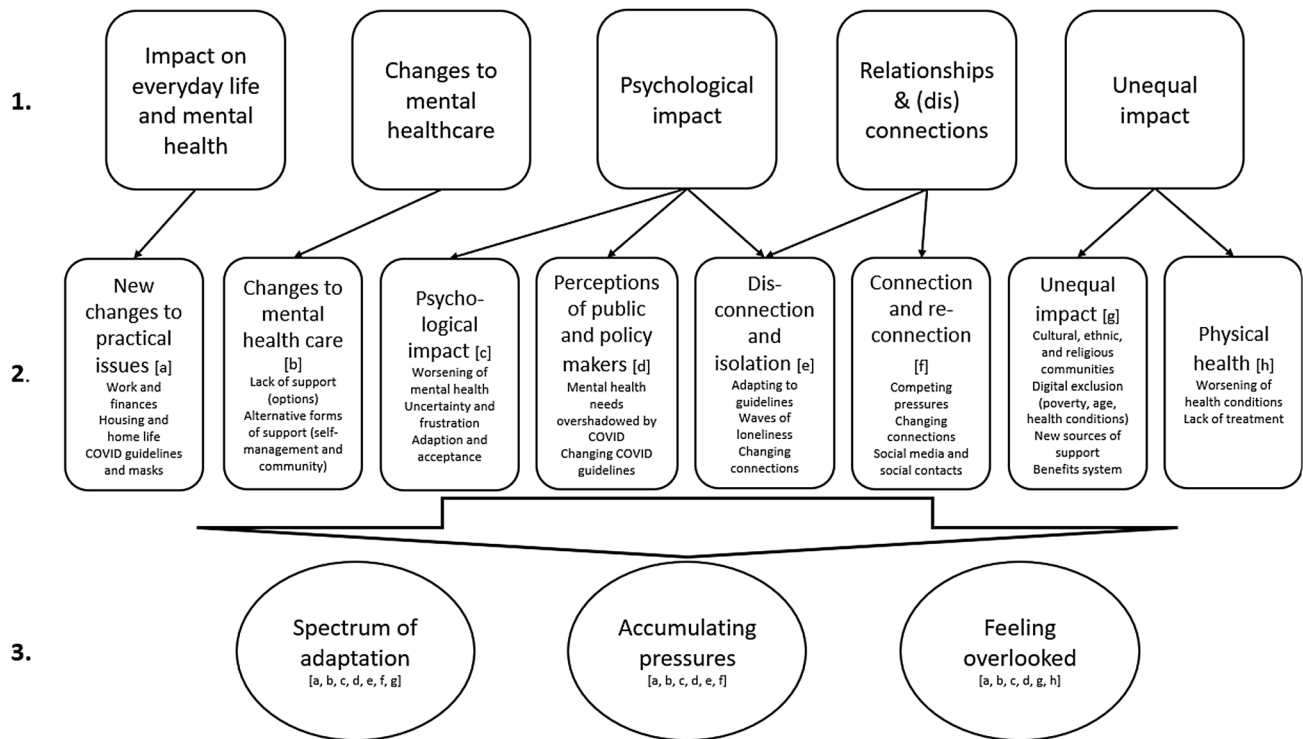 1.
Impact on
everyday life
and mental
health
Changes to
mental
healthcare
Psychological
impact
Relationships
& (dis)
connections
Unequal
impact
2.
New
changes to
practical
issues [a]
Work and
finances
Housing and
home life
COVID guidelines
and masks
Changes to
mental
health care
[b]
Lack of support
(options)
Alternative forms
of support (self-
management and
community)
Psycho-
logical
impact [c]
Worsening of
mental health
Uncertainty and
frustration
Adaption and
acceptance
Perceptions
of public
and policy
makers [d]
Mental health
needs
overshadowed by
COVID
Changing COVID
guidelines
Dis-
connection
and
isolation [e]
Adapting to
guidelines
Waves of
loneliness
Changing
connections
Connection
and re-
connection
[f]
Competing
pressures
Changing
connections
Social media and
social contacts
Unequal
impact [g]
Cultural, ethnic,
and religious
communities
Digital exclusion
(poverty, age,
health conditions)
New sources of
support
Benefits system
Physical
health [h]
Worsening of
health conditions
Lack of treatment
3.
Spectrum of
adaptation
[a, b, c, d, e, f, g]
Accumulating
pressures
[a, b, c, d, e, f]
Feeling
overlooked
[a, b, c, d, g, h]